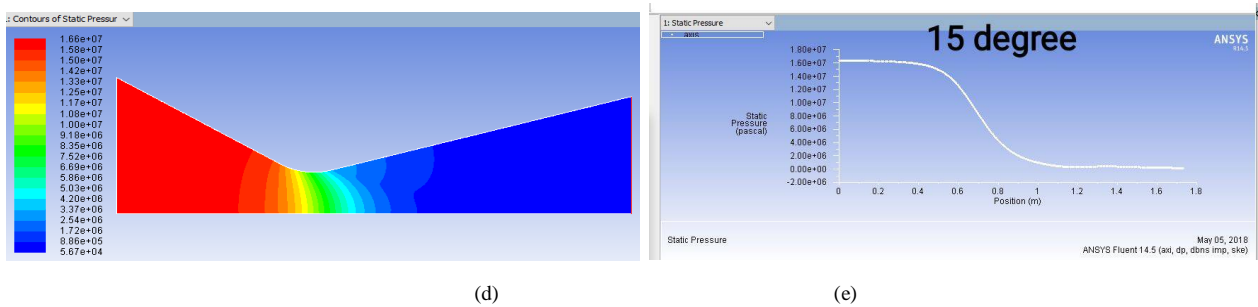 1: Contours of Static Pressur
1.66e+07
1.58e+07
1.50e+07
1.42e+07
1.33e+07
1.25e+07
1.17e+07
1.08e+07
1.00e+07
9.18e+06
8.35e+06
7.52e+06
6.69e+06
5.86e+06
5.03e+06
4.20e+06
3.37e+06
2.54e+06
1.72e+06
8.86e+05
5.67e+04
1: Static Pressure
axis
15 degree
ANSYS
R14.5
1.80e+07
1.60e+07
1.40e+07
1.20e+07
1.00e+07
8.00e+06
6.00e+06
4.00e+06
2.00e+06
0.00e+00
-2.00e+06
Static
Pressure
(pascal)
0 0.2 0.4 0.6 0.8 1 1.2 1.4 1.6 1.8
Position (m)
Static Pressure
May 05, 2018
ANSYS Fluent 14.5 (axi, dp, dbns imp, ske)
(d) (e)